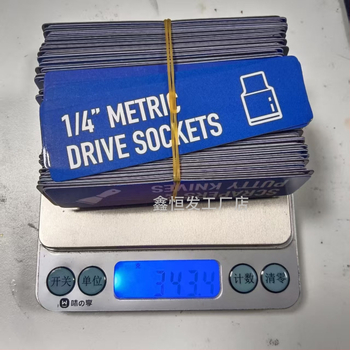 1/4” METRIC
DRIVE SOCKETS
SCRAPERS
PUTTY KNIVES
鑫恒发工厂店
开关
单位
343.4
计数
清零